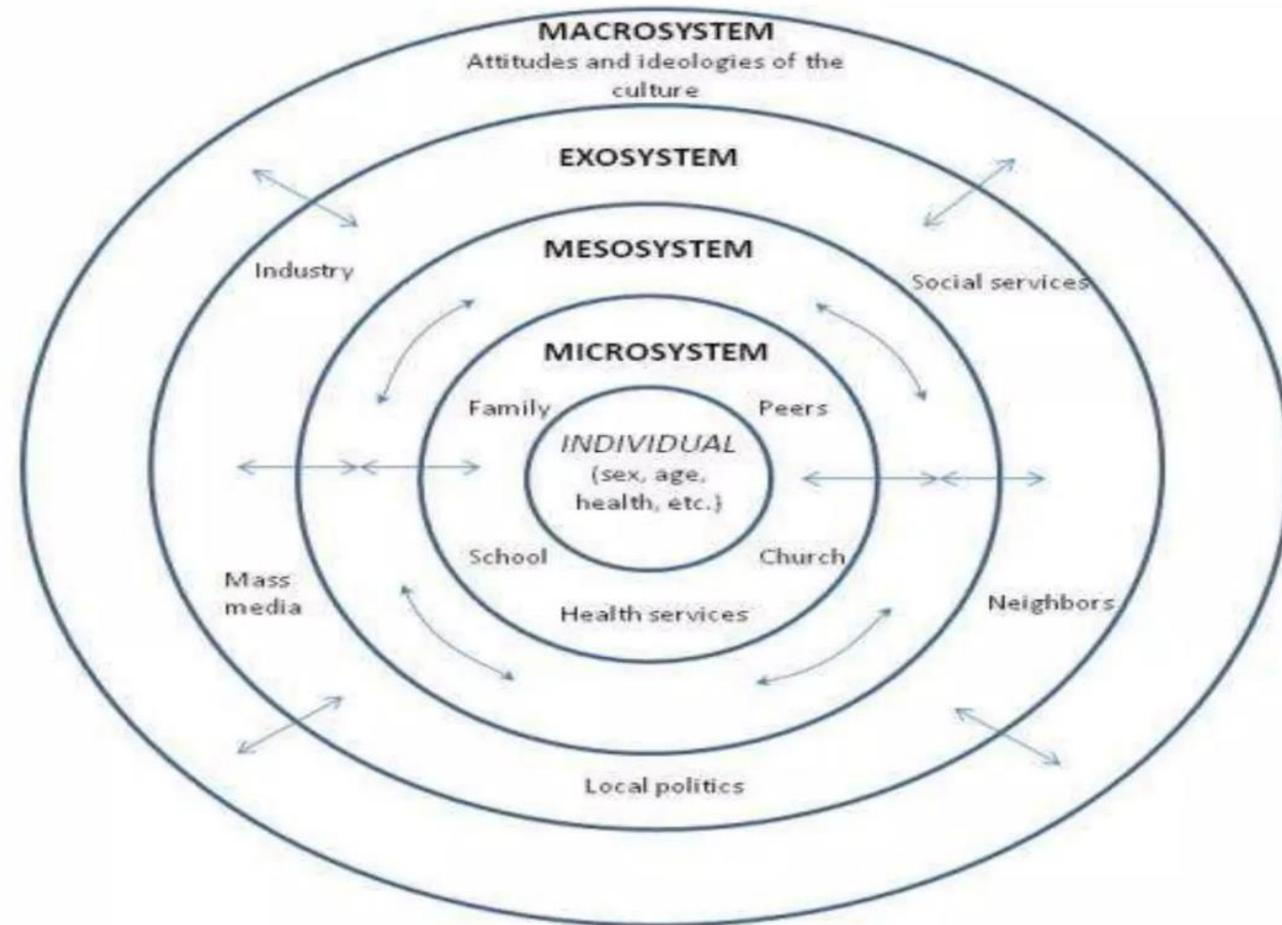 MACROSYSTEM
Attitudes and ideologies of the
culture
EXOSYSTEM
MESOSYSTEM
Industry
Social services
MICROSYSTEM
Family
Peers
INDIVIDUAL
(sex, age,
health, etc.)
School
Church
Mass
media
Neighbors
Health services
Local politics